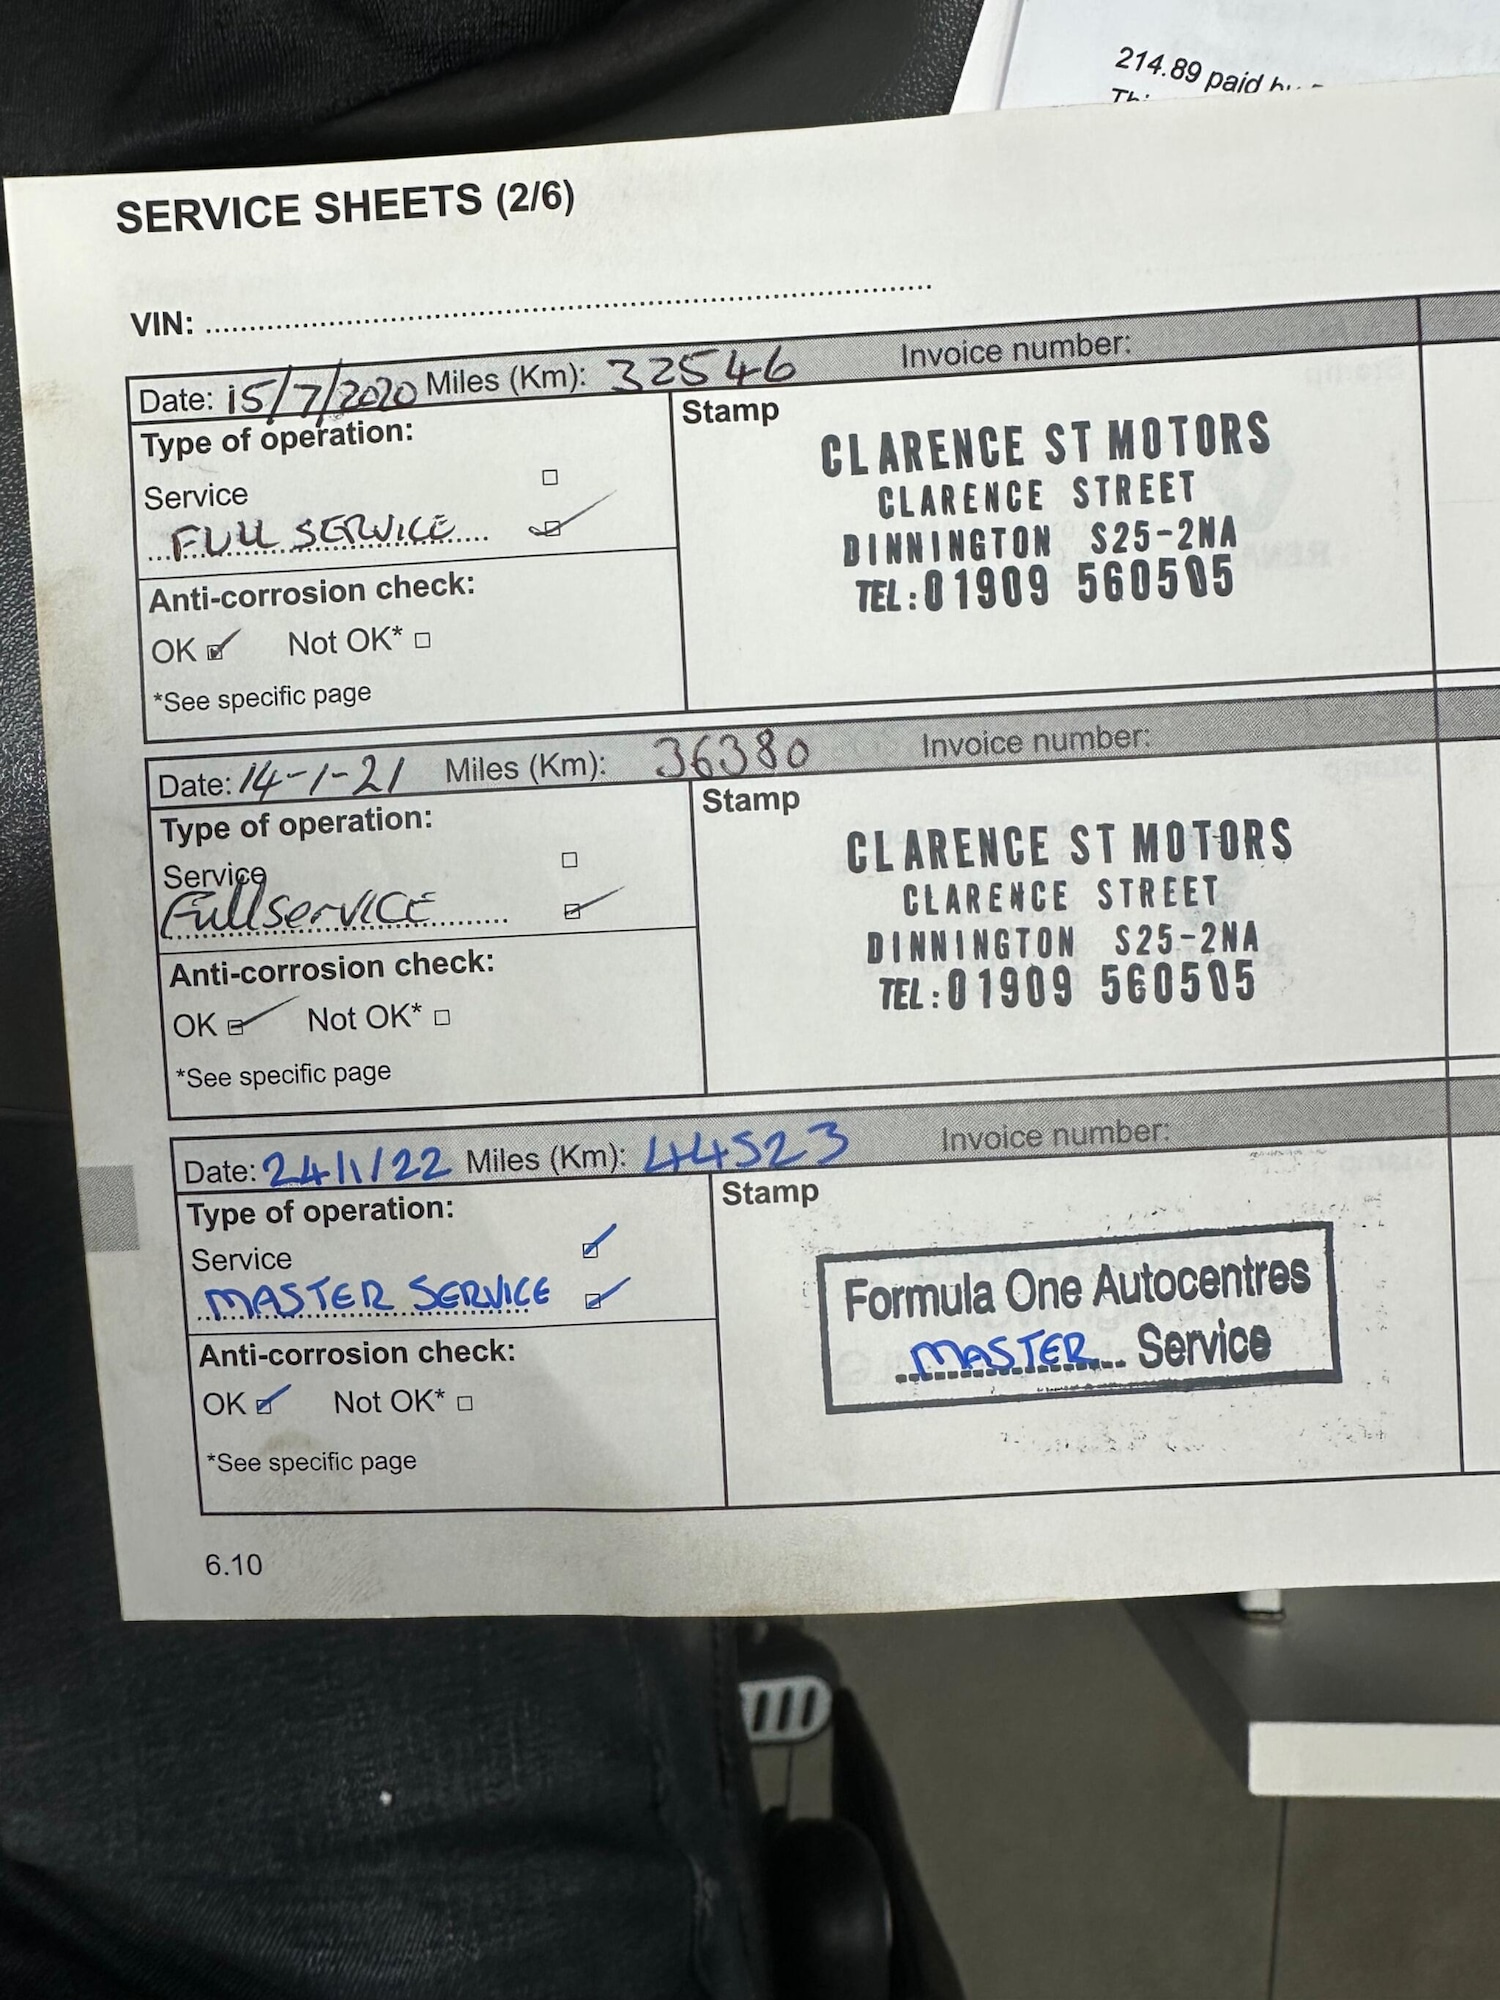 214.89 paid
SERVICE SHEETS (2/6)
VIN:
Date: 15/7/2020 Miles (Km): 32546 Invoice number:
Type of operation:
Service
FULL SERVICE
Anti-corrosion check:
OK Not OK*
*See specific page
Stamp
CLARENCE ST MOTORS
CLARENCE STREET
DINNINGTON S25-2NA
TEL:01909 560505
Date: 14-1-21 Miles (Km): 36380 Invoice number:
Type of operation:
Service
Full service
Anti-corrosion check:
OK Not OK*
*See specific page
Stamp
CLARENCE ST MOTORS
CLARENCE STREET
DINNINGTON S25-2NA
TEL:01909 560505
Date: 24/1/22 Miles (Km): 44523 Invoice number:
Type of operation:
Service
MASTER SERVICE
Anti-corrosion check:
OK Not OK*
*See specific page
Stamp
Formula One Autocentres
MASTER Service
6.10